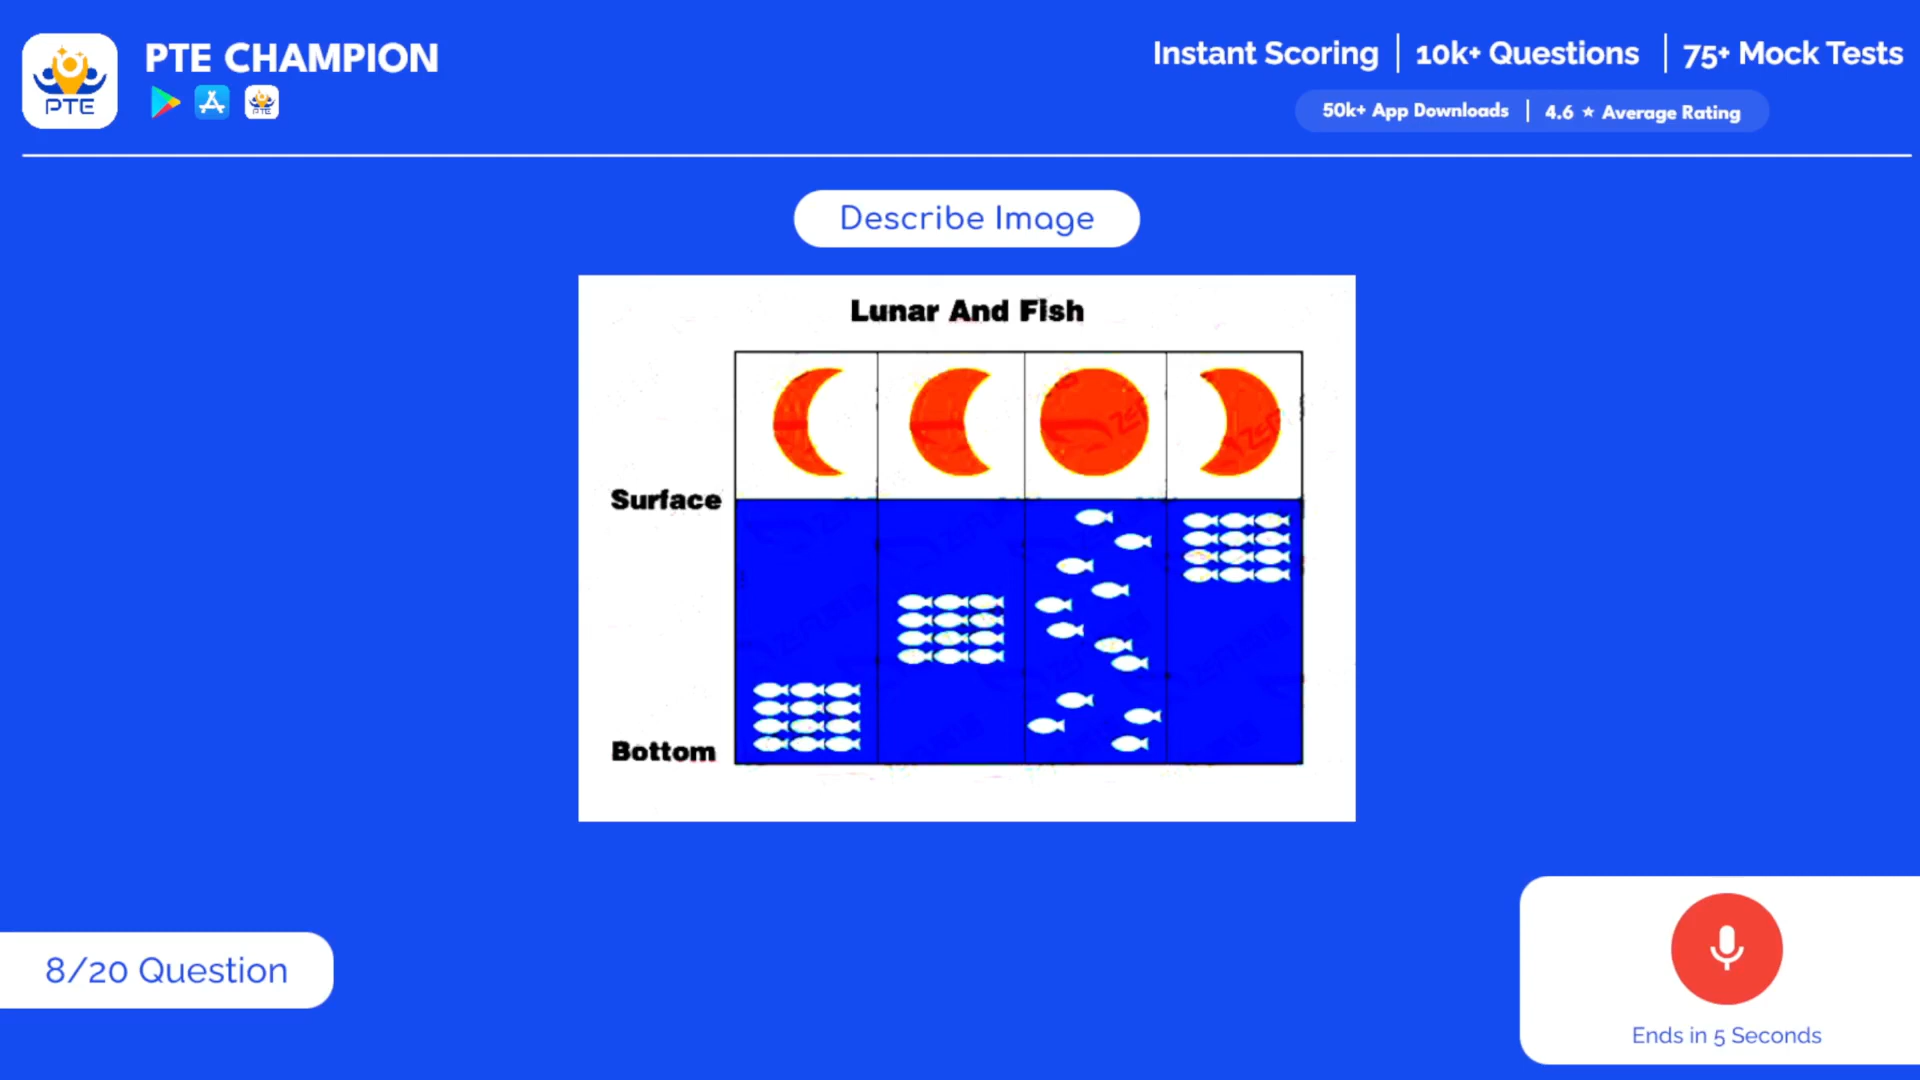 PTE CHAMPION
PTE
PTE
Instant Scoring | 10k+ Questions | 75+ Mock Tests
50k+ App Downloads | 4.6 ★ Average Rating
Describe Image
Lunar And Fish
Surface
Bottom
8/20 Question
Ends in 5 Seconds